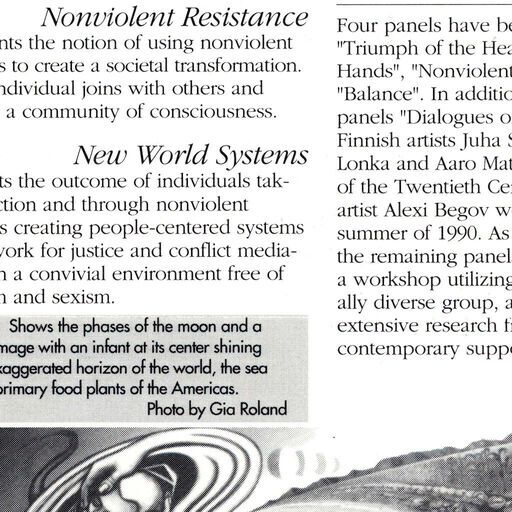 Nonviolent Resistance
nts the notion of using nonviolent
s to create a societal transformation.
ndividual joins with others and
a community of consciousness.
New World Systems
ts the outcome of individuals tak-
ction and through nonviolent
s creating people-centered systems
work for justice and conflict media-
n a convivial environment free of
n and sexism.
Shows the phases of the moon and a
mage with an infant at its center shining
xaggerated horizon of the world, the sea
primary food plants of the Americas.
Photo by Gia Roland
Four panels have be
"Triumph of the Hea
Hands", "Nonviolent
"Balance". In additio
panels "Dialogues o
Finnish artists Juha S
Lonka and Aaro Mat
of the Twentieth Ce
artist Alexi Begov w
summer of 1990. As
the remaining panel
a workshop utilizing
ally diverse group, a
extensive research f
contemporary suppo